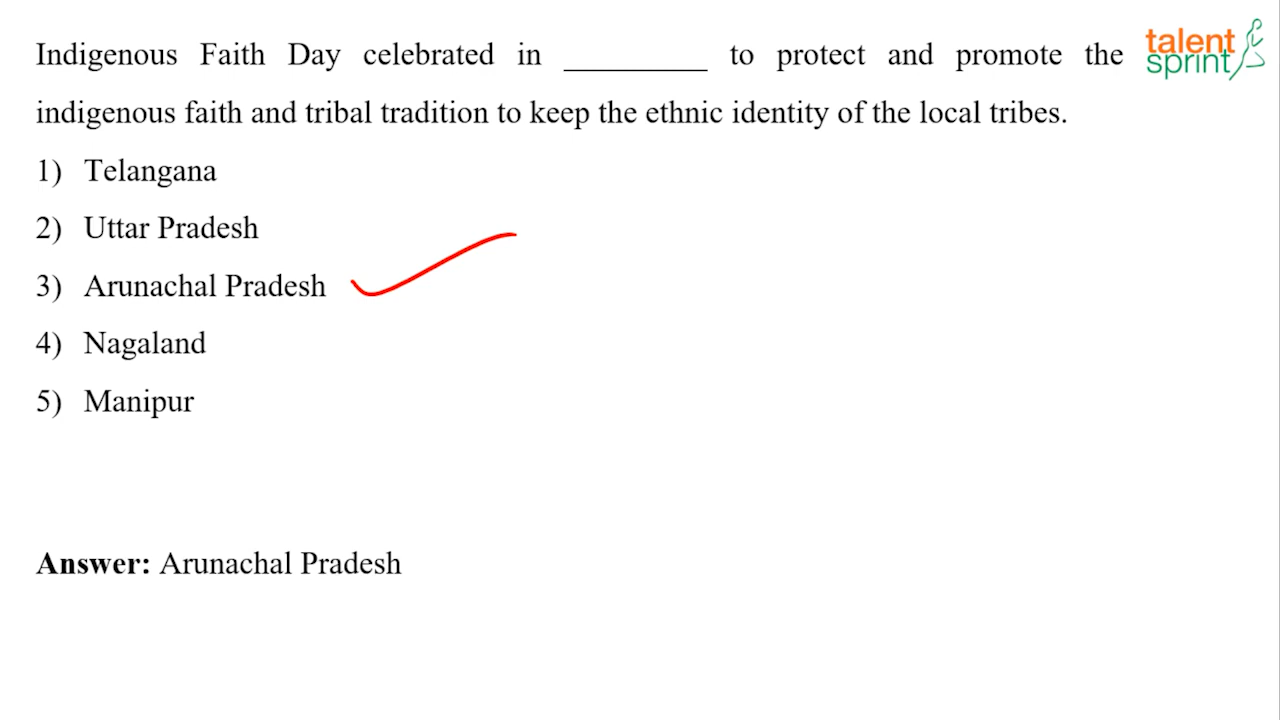 Indigenous Faith Day celebrated in _________ to protect and promote the
indigenous faith and tribal tradition to keep the ethnic identity of the local tribes.
1) Telangana
2) Uttar Pradesh
3) Arunachal Pradesh
4) Nagaland
5) Manipur
Answer: Arunachal Pradesh
talent
sprint